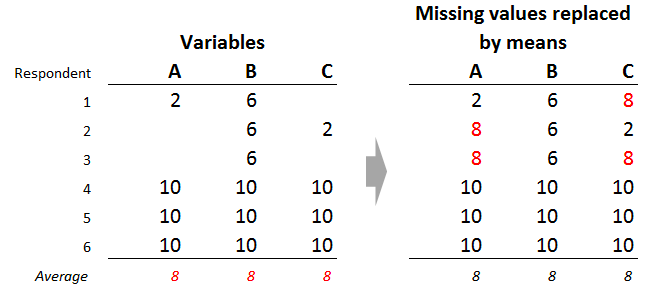 Missing values replaced
Variables by means
Respondent A B C A B C
1 2 6 2 6 8
2 6 2 8 6 2
3 6 8 6 8
4 10 10 10 10 10 10
5 10 10 10 10 10 10
6 10 10 10 10 10 10
Average 8 8 8 8 8 8